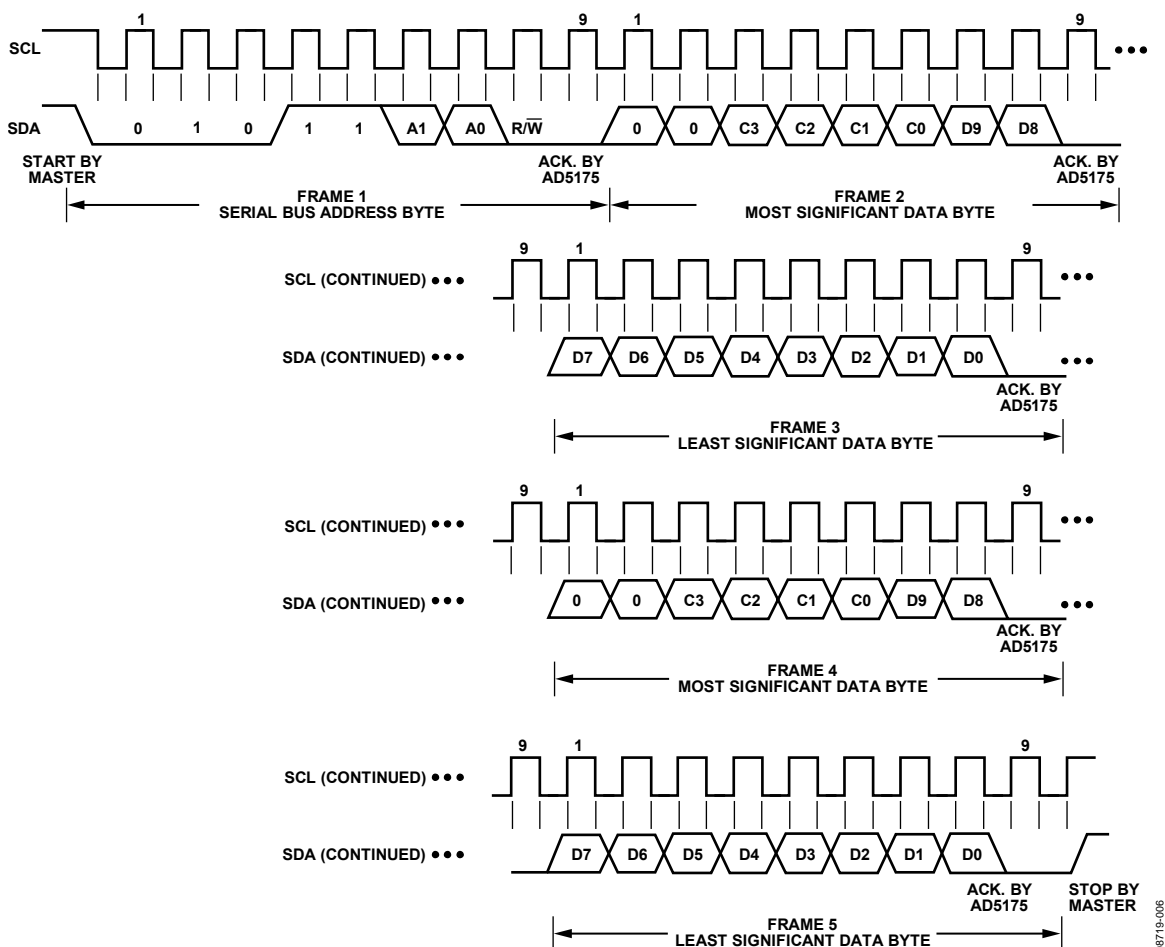 1 9 1 9
SCL
SDA 0 1 0 1 1 A1 A0 R/W̅ 0 0 C3 C2 C1 C0 D9 D8
START BY
MASTER
ACK. BY
AD5175
ACK. BY
AD5175
FRAME 1
SERIAL BUS ADDRESS BYTE
FRAME 2
MOST SIGNIFICANT DATA BYTE
9 1 9
SCL (CONTINUED)
SDA (CONTINUED) D7 D6 D5 D4 D3 D2 D1 D0
ACK. BY
AD5175
FRAME 3
LEAST SIGNIFICANT DATA BYTE
9 1 9
SCL (CONTINUED)
SDA (CONTINUED) 0 0 C3 C2 C1 C0 D9 D8
ACK. BY
AD5175
FRAME 4
MOST SIGNIFICANT DATA BYTE
9 1 9
SCL (CONTINUED)
SDA (CONTINUED) D7 D6 D5 D4 D3 D2 D1 D0
ACK. BY
AD5175
STOP BY
MASTER
FRAME 5
LEAST SIGNIFICANT DATA BYTE
8719-006